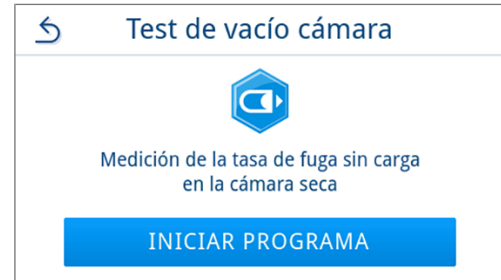 Test de vacío cámara
Medición de la tasa de fuga sin carga
en la cámara seca
INICIAR PROGRAMA